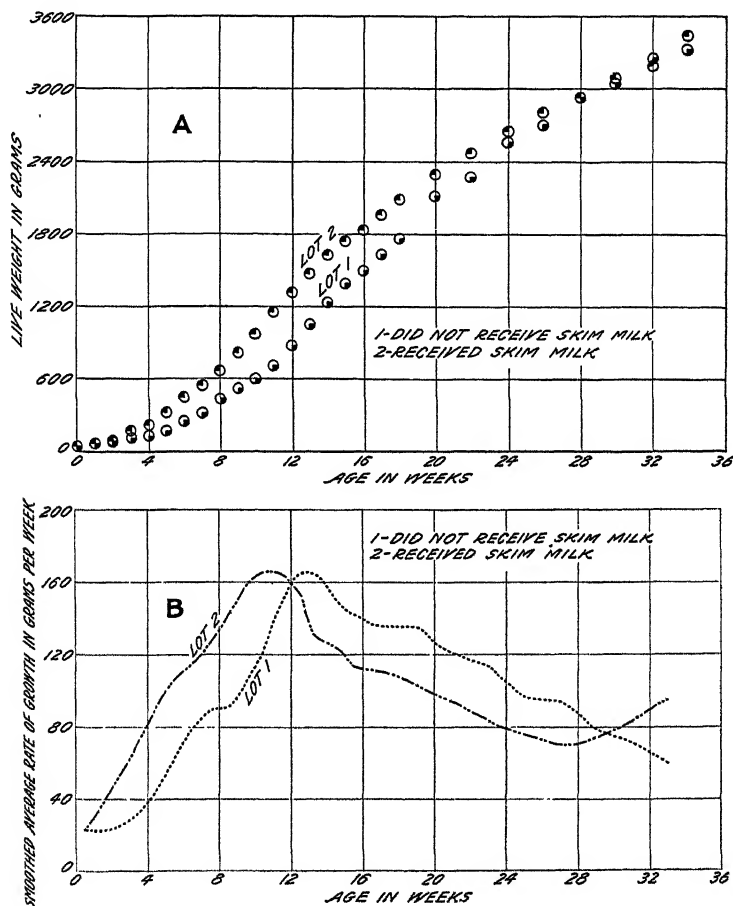 3600
3000
2400
1800
1200
600
0
LIVE WEIGHT IN GRAMS
A
LOT 2
LOT 1
1-DID NOT RECEIVE SKIM MILK
2-RECEIVED SKIM MILK
0 4 8 12 16 20 24 28 32 36
AGE IN WEEKS
200
160
120
80
40
0
SMOOTHED AVERAGE RATE OF GROWTH IN GRAMS PER WEEK
1-DID NOT RECEIVE SKIM MILK
2-RECEIVED SKIM MILK
B
LOT 2
LOT 1
0 4 8 12 16 20 24 28 32 36
AGE IN WEEKS